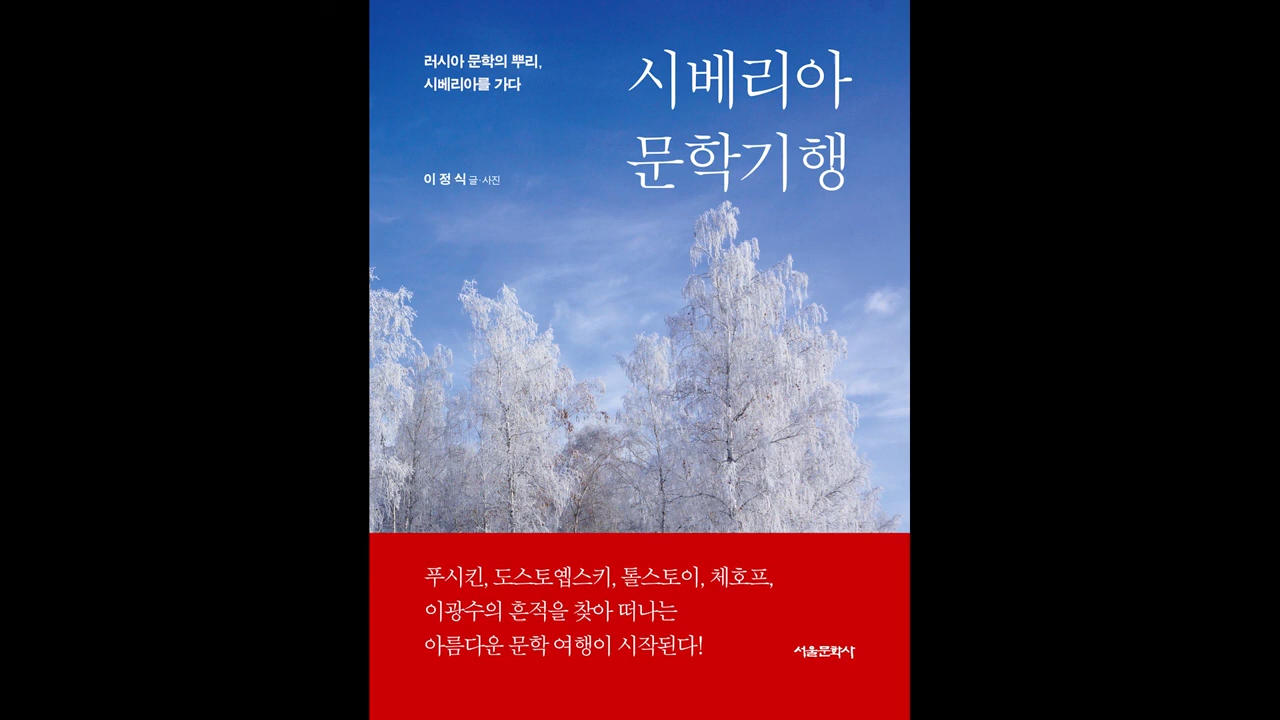 러시아 문학의 뿌리,
시베리아를 가다
시베리아
문학기행
이정식 글·사진
푸시킨, 도스토옙스키, 톨스토이, 체호프,
이광수의 흔적을 찾아 떠나는
아름다운 문학 여행이 시작된다!
서울문화사